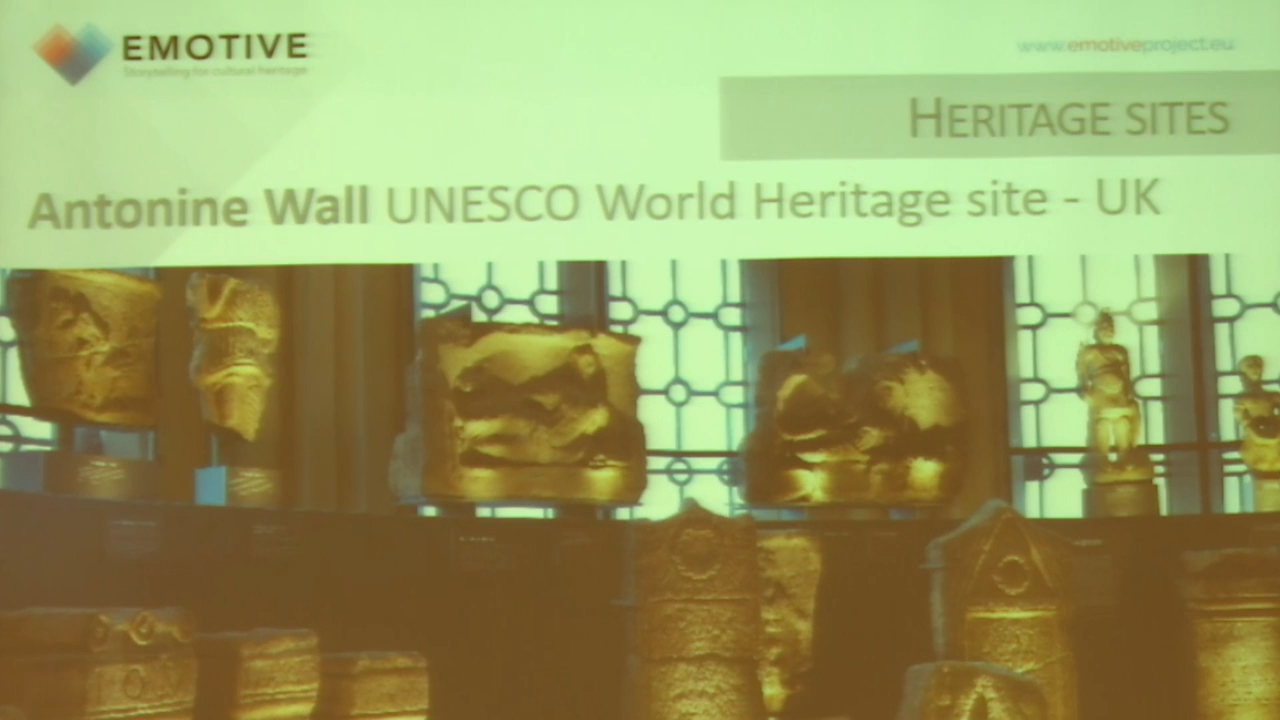 EMOTIVE
Storytelling for cultural heritage
www.emotiveproject.eu
HERITAGE SITES
Antonine Wall UNESCO World Heritage site - UK